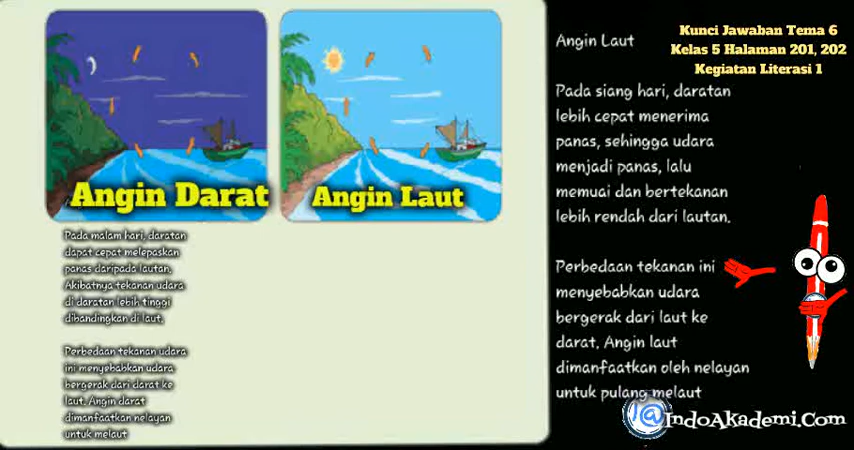 Angin Darat
Pada malam hari, daratan
dapat cepat melepaskan
panas daripada lautan,
Akibatnya tekanan udara
di daratan lebih tinggi
dibandingkan di laut,
Perbedaan tekanan udara
ini menyebabkan udara
bergerak dari darat ke
laut, Angin darat
dimanfaatkan nelayan
untuk melaut
Angin Laut
Angin Laut
Pada siang hari, daratan
lebih cepat menerima
panas, sehingga udara
menjadi panas, lalu
memuai dan bertekanan
lebih rendah dari lautan.
Perbedaan tekanan ini
menyebabkan udara
bergerak dari laut ke
darat, Angin laut
dimanfaatkan oleh nelayan
untuk pulang melaut
Kunci Jawaban Tema 6
Kelas 5 Halaman 201, 202
Kegiatan Literasi 1
IndoAkademi.Com